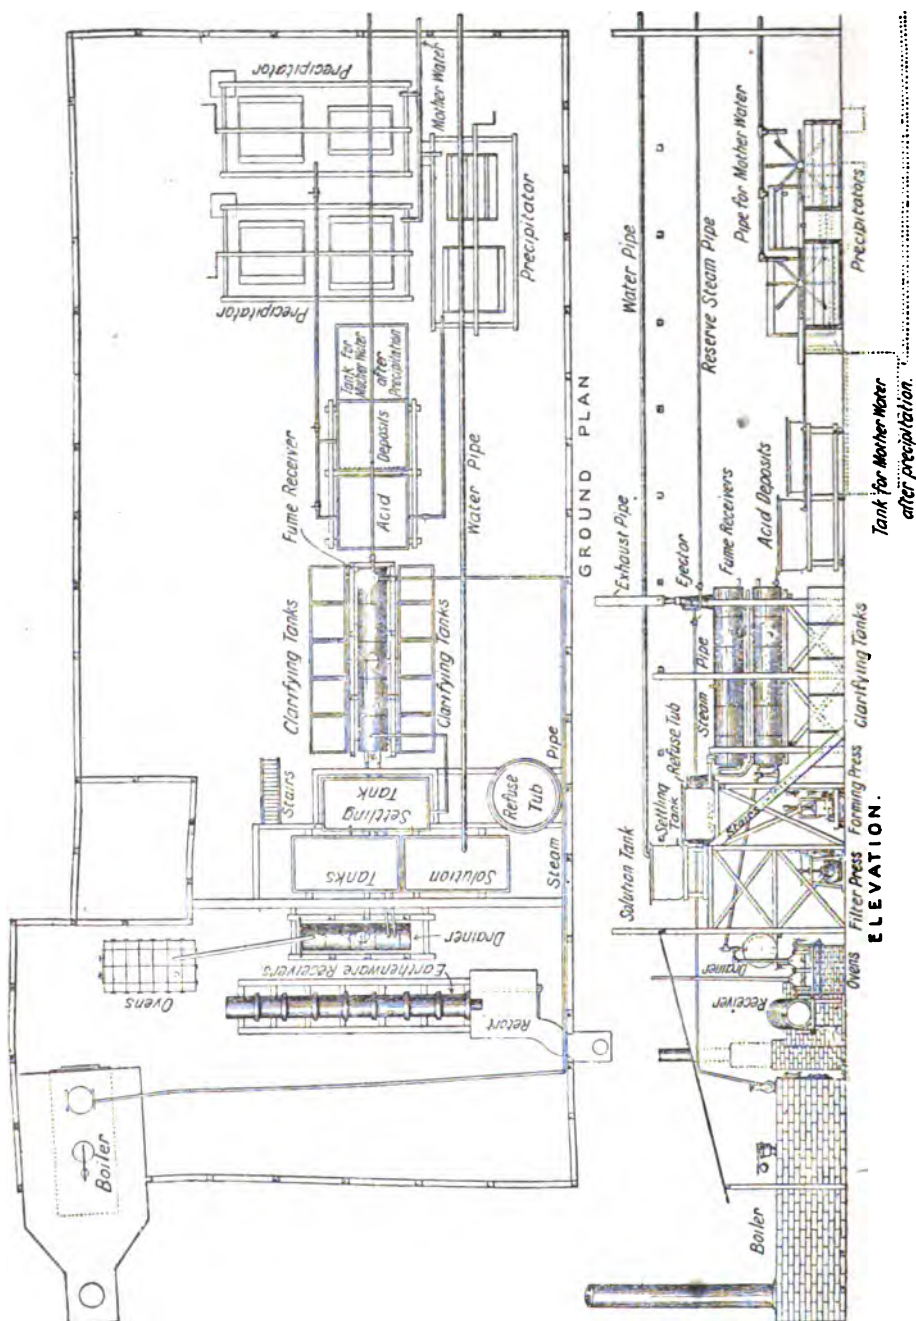 Precipitator
Mother Water
Precipitator
Precipitator
Tank for
Mother Water
after
Precipitation
Fume Receiver
Acid
Deposits
Water Pipe
Clarifying Tanks
Clarifying Tanks
Stairs
Settling
Tank
Refuse
Tub
Steam
Pipe
Tanks
Solution
Drainer
Earthenware Receivers
Ovens
Retort
Boiler
GROUND PLAN
Water Pipe
Reserve Steam Pipe
Pipe for Mother Water
Precipitators
Tank for Mother Water
after precipitation.
Exhaust Pipe
Ejector
Fume Receivers
Acid Deposits
Steam
Pipe
Solution Tank
Settling
Tank
Refuse Tub
Stairs
Drainer
Receiver
Boiler
Ovens
Filter Press
Forming Press
Clarifying Tanks
ELEVATION.